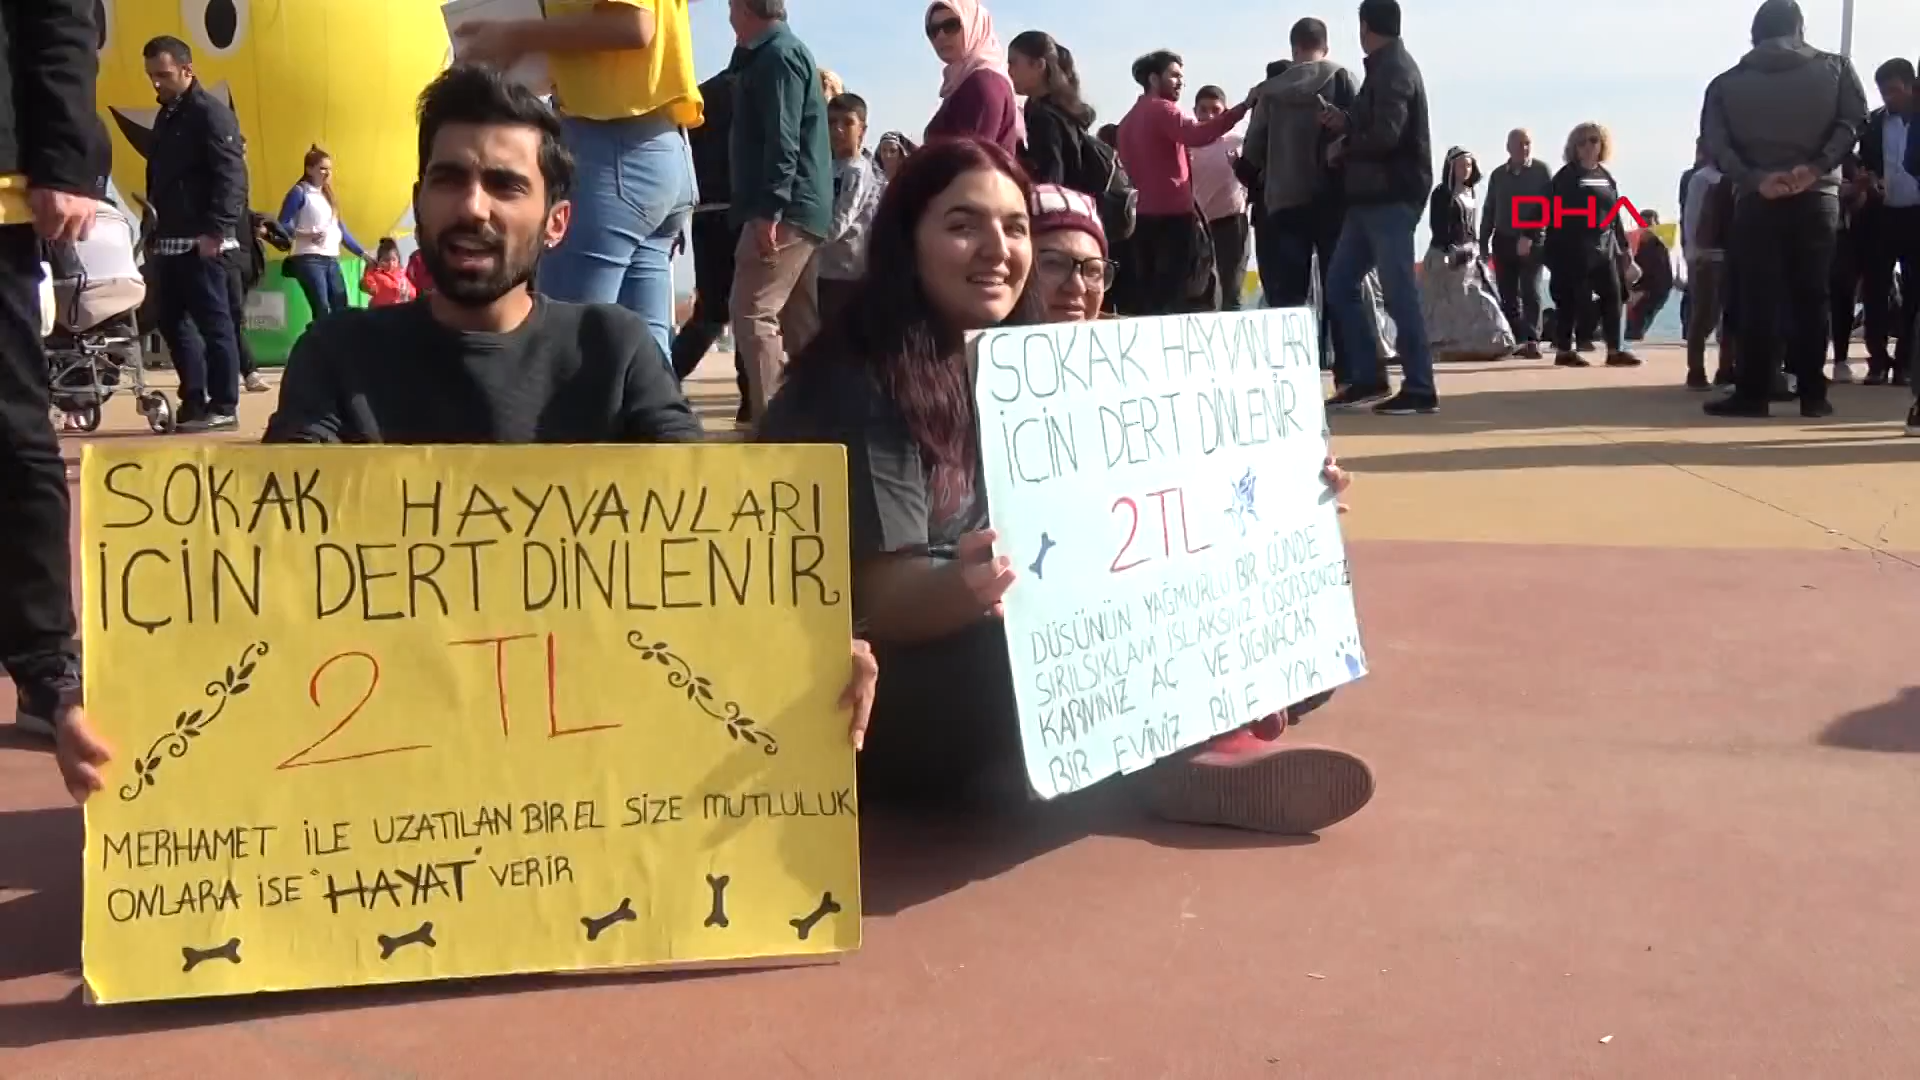 SOKAK HAYVANLARI
İÇİN DERT DİNLENİR
2 TL
MERHAMET İLE UZATILAN BİR EL SİZE MUTLULUK
ONLARA İSE "HAYAT" VERİR
SOKAK HAYVANLARI
İÇİN DERT DİNLENİR
2TL
DÜŞÜNÜN YAĞMURLU BİR GÜNDE
SIRILSIKLAM ISLAKSINIZ
KARNINIZ AÇ VE SIĞINACAK
BİR EVİNİZ BİLE YOK
DHA